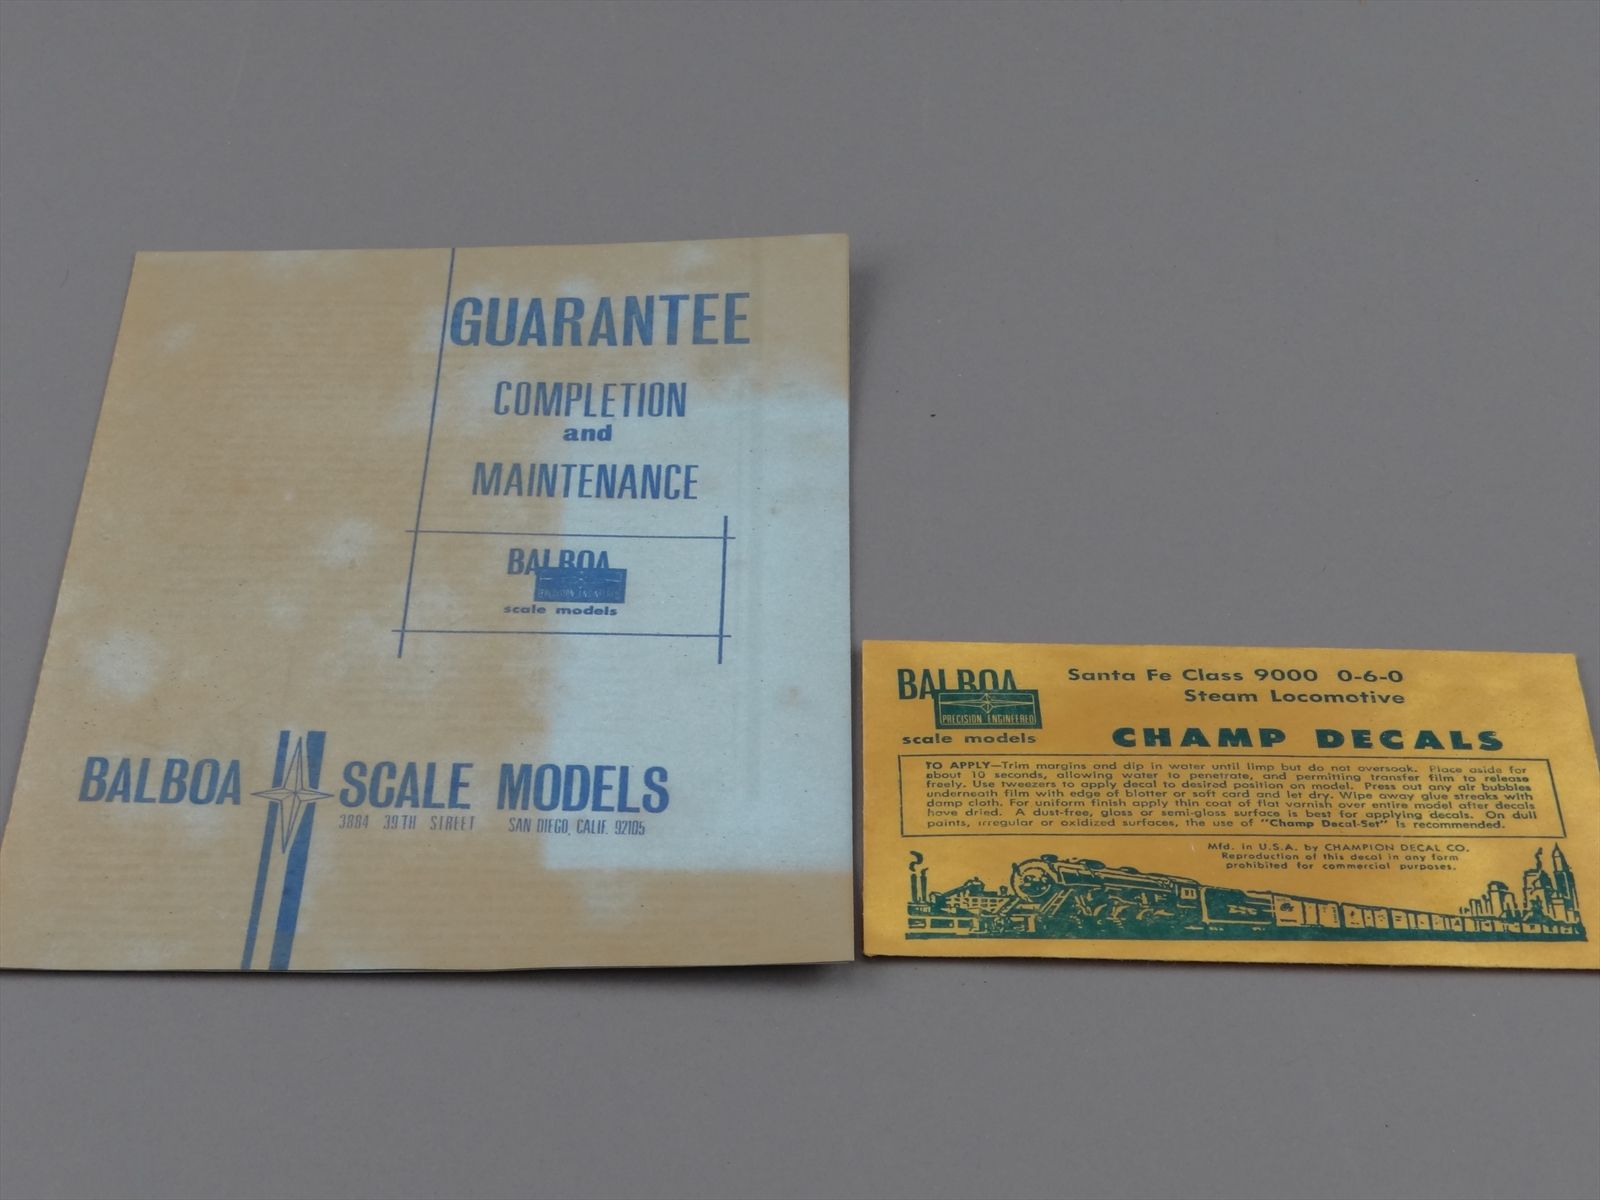 GUARANTEE
COMPLETION
and
MAINTENANCE
BALBOA
PRECISION ENGINEERED
scale models
BALBOA SCALE MODELS
3884 39TH STREET SAN DIEGO, CALIF. 92105
BALBOA
PRECISION ENGINEERED
scale models
Santa Fe Class 9000 0-6-0
Steam Locomotive
CHAMP DECALS
TO APPLY—Trim margins and dip in water until limp but do not oversoak. Place aside for
about 10 seconds, allowing water to penetrate, and permitting transfer film to release
freely. Use tweezers to apply decal to desired position on model. Press out any air bubbles
underneath film with edge of blotter or soft card and let dry. Wipe away glue streaks with
damp cloth. For uniform finish apply thin coat of flat varnish over entire model after decals
have dried. A dust-free, gloss or semi-gloss surface is best for applying decals. On dull
paints, irregular or oxidized surfaces, the use of "Champ Decal-Set" is recommended.
Mfd. in U.S.A. by CHAMPION DECAL CO.
Reproduction of this decal in any form
prohibited for commercial purposes.